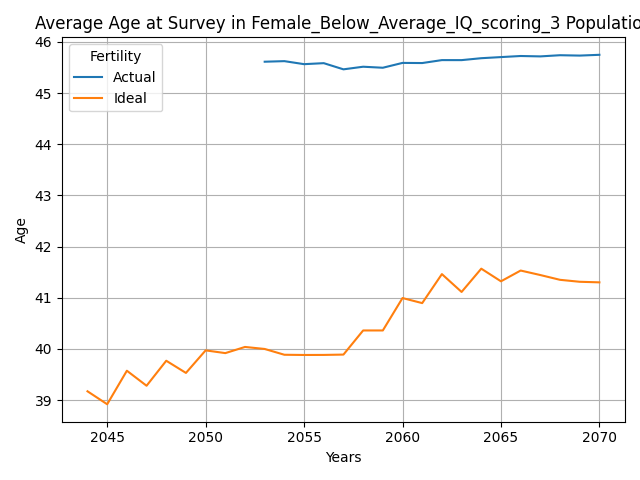 Average Age at Survey in Female_Below_Average_IQ_scoring_3 Populatio
Fertility
Actual
Ideal
46
45
44
43
42
41
40
39
Age
2045 2050 2055 2060 2065 2070
Years